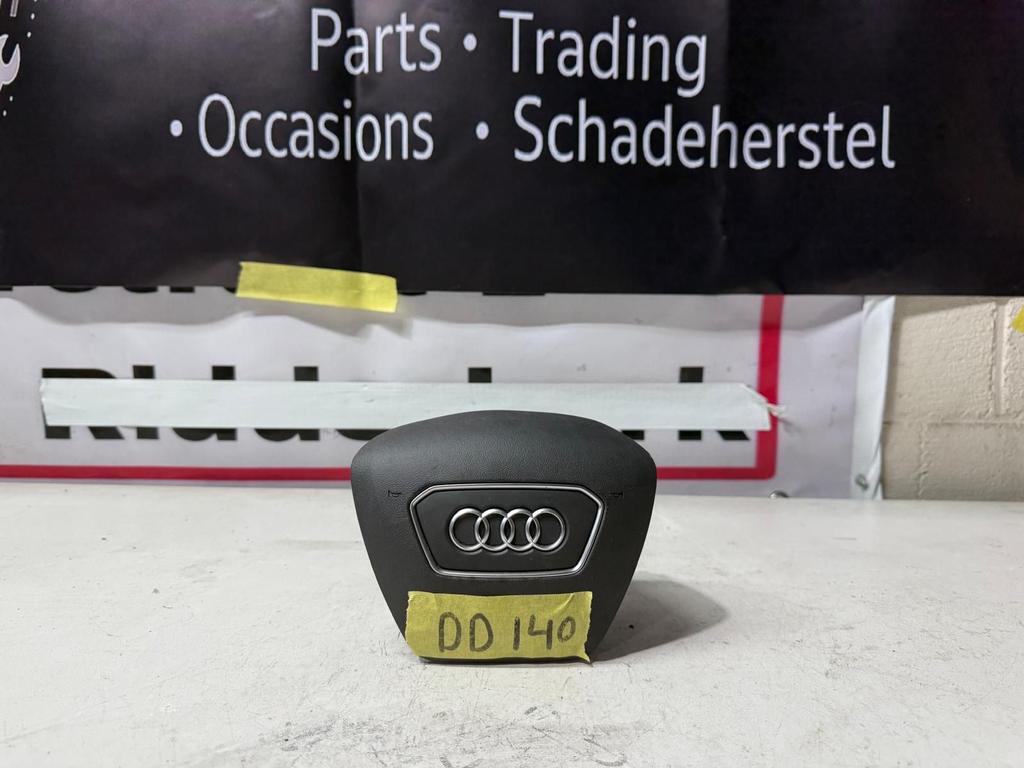 Parts • Trading
• Occasions • Schadeherstel
DD 140